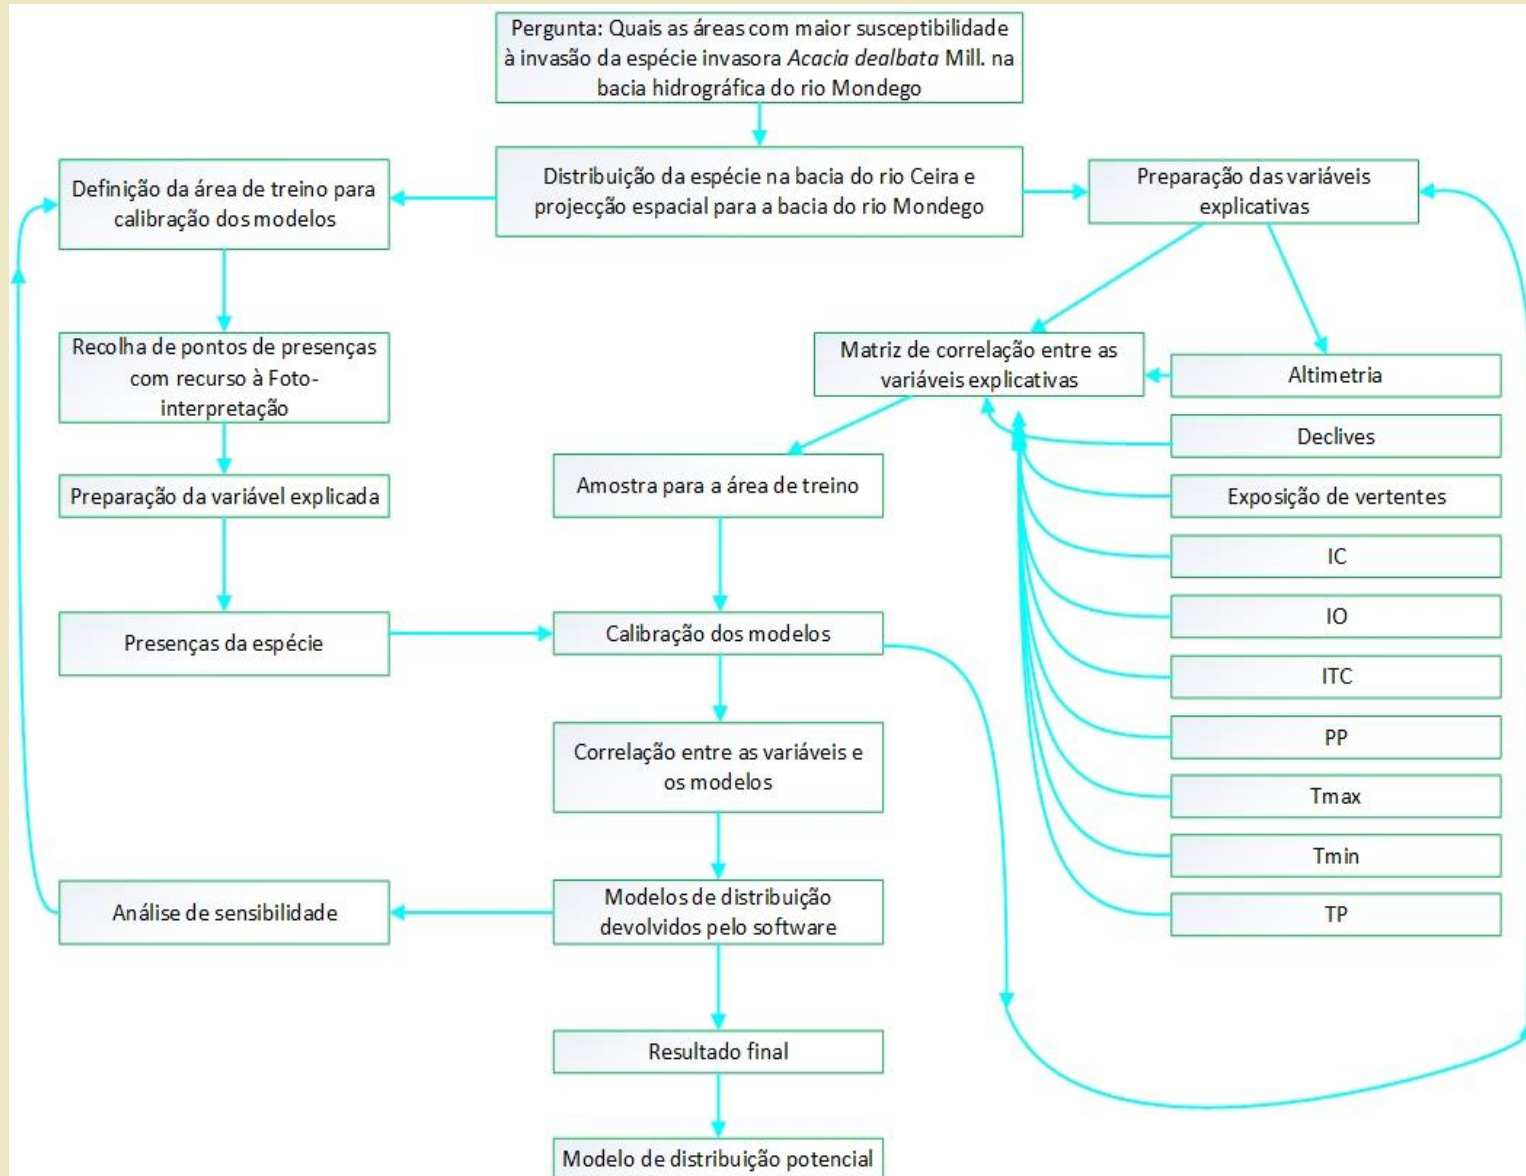 Pergunta: Quais as áreas com maior susceptibilidade
à invasão da espécie invasora Acacia dealbata Mill. na
bacia hidrográfica do rio Mondego
Definição da área de treino para
calibração dos modelos
Distribuição da espécie na bacia do rio Ceira e
projecção espacial para a bacia do rio Mondego
Preparação das variáveis
explicativas
Recolha de pontos de presenças
com recurso à Foto-
interpretação
Matriz de correlação entre as
variáveis explicativas
Altimetria
Declives
Preparação da variável explicada
Amostra para a área de treino
Exposição de vertentes
IC
IO
Presenças da espécie
Calibração dos modelos
ITC
PP
Correlação entre as variáveis e
os modelos
Tmax
Tmin
Análise de sensibilidade
Modelos de distribuição
devolvidos pelo software
TP
Resultado final
Modelo de distribuição potencial